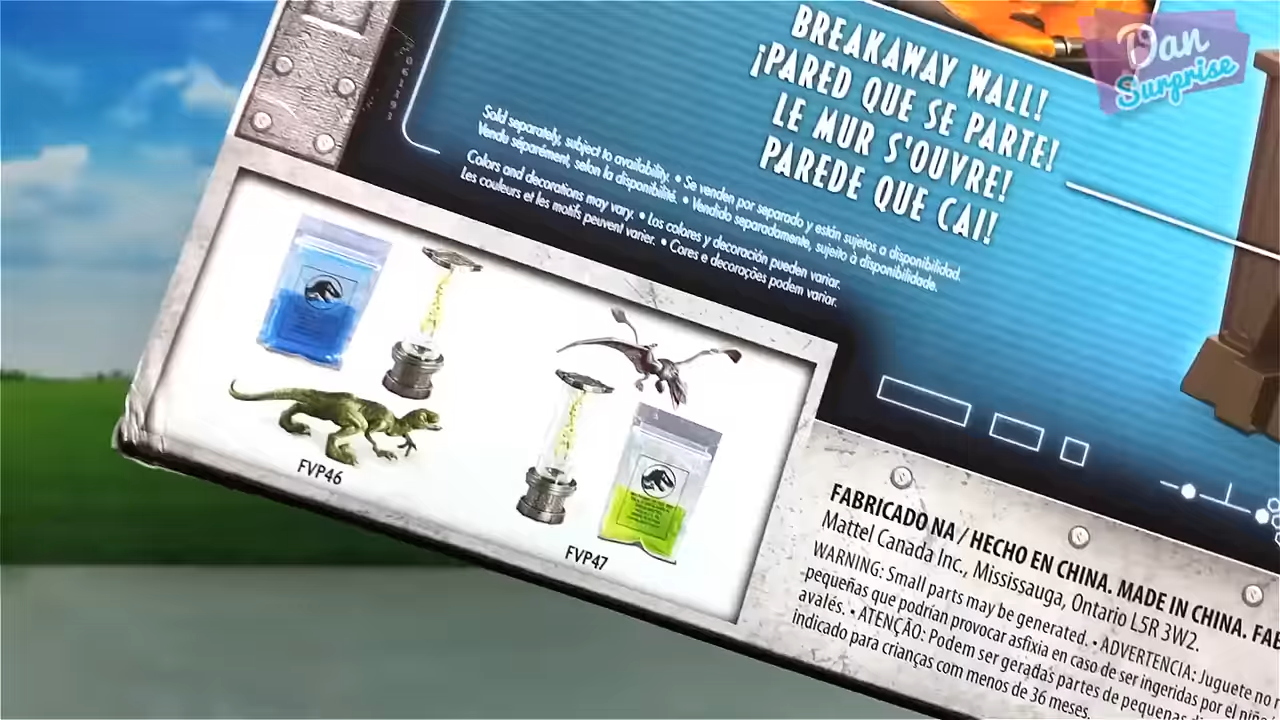 Dan
Surprise
BREAKAWAY WALL!
¡PARED QUE SE PARTE!
LE MUR S'OUVRE!
PAREDE QUE CAI!
Sold separately, subject to availability. • Se venden por separado y están sujetos a disponibilidad.
Vendu séparément, selon la disponibilité. • Vendido separadamente, sujeito à disponibilidade.
Colors and decorations may vary. • Los colores y decoración pueden variar.
Les couleurs et les motifs peuvent varier. • Cores e decorações podem variar.
FVP46
FVP47
FABRICADO NA / HECHO EN CHINA. MADE IN CHINA. FAB
Mattel Canada Inc., Mississauga, Ontario L5R 3W2.
WARNING: Small parts may be generated. • ADVERTENCIA: Juguete no r
pequeñas que podrían provocar asfixia en caso de ser ingeridas por el niño
avalés. • ATENÇÃO: Podem ser geradas partes de pequenas
indicado para crianças com menos de 36 meses.